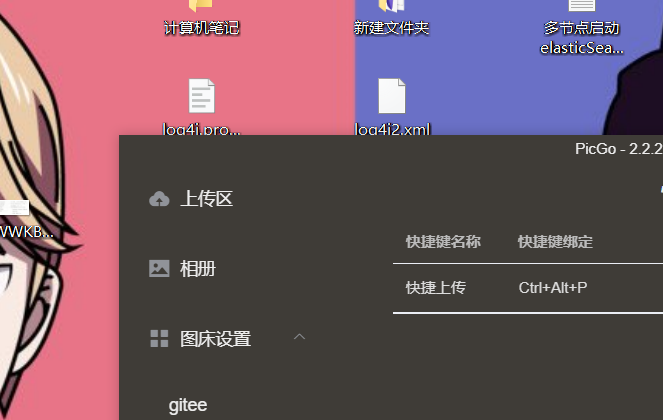 计算机笔记
新建文件夹
多节点启动
elasticSea...
log4j.pro...
log4j2.xml
WWKB...
PicGo - 2.2.2
上传区
快捷键名称 快捷键绑定
相册
快捷上传 Ctrl+Alt+P
图床设置
gitee